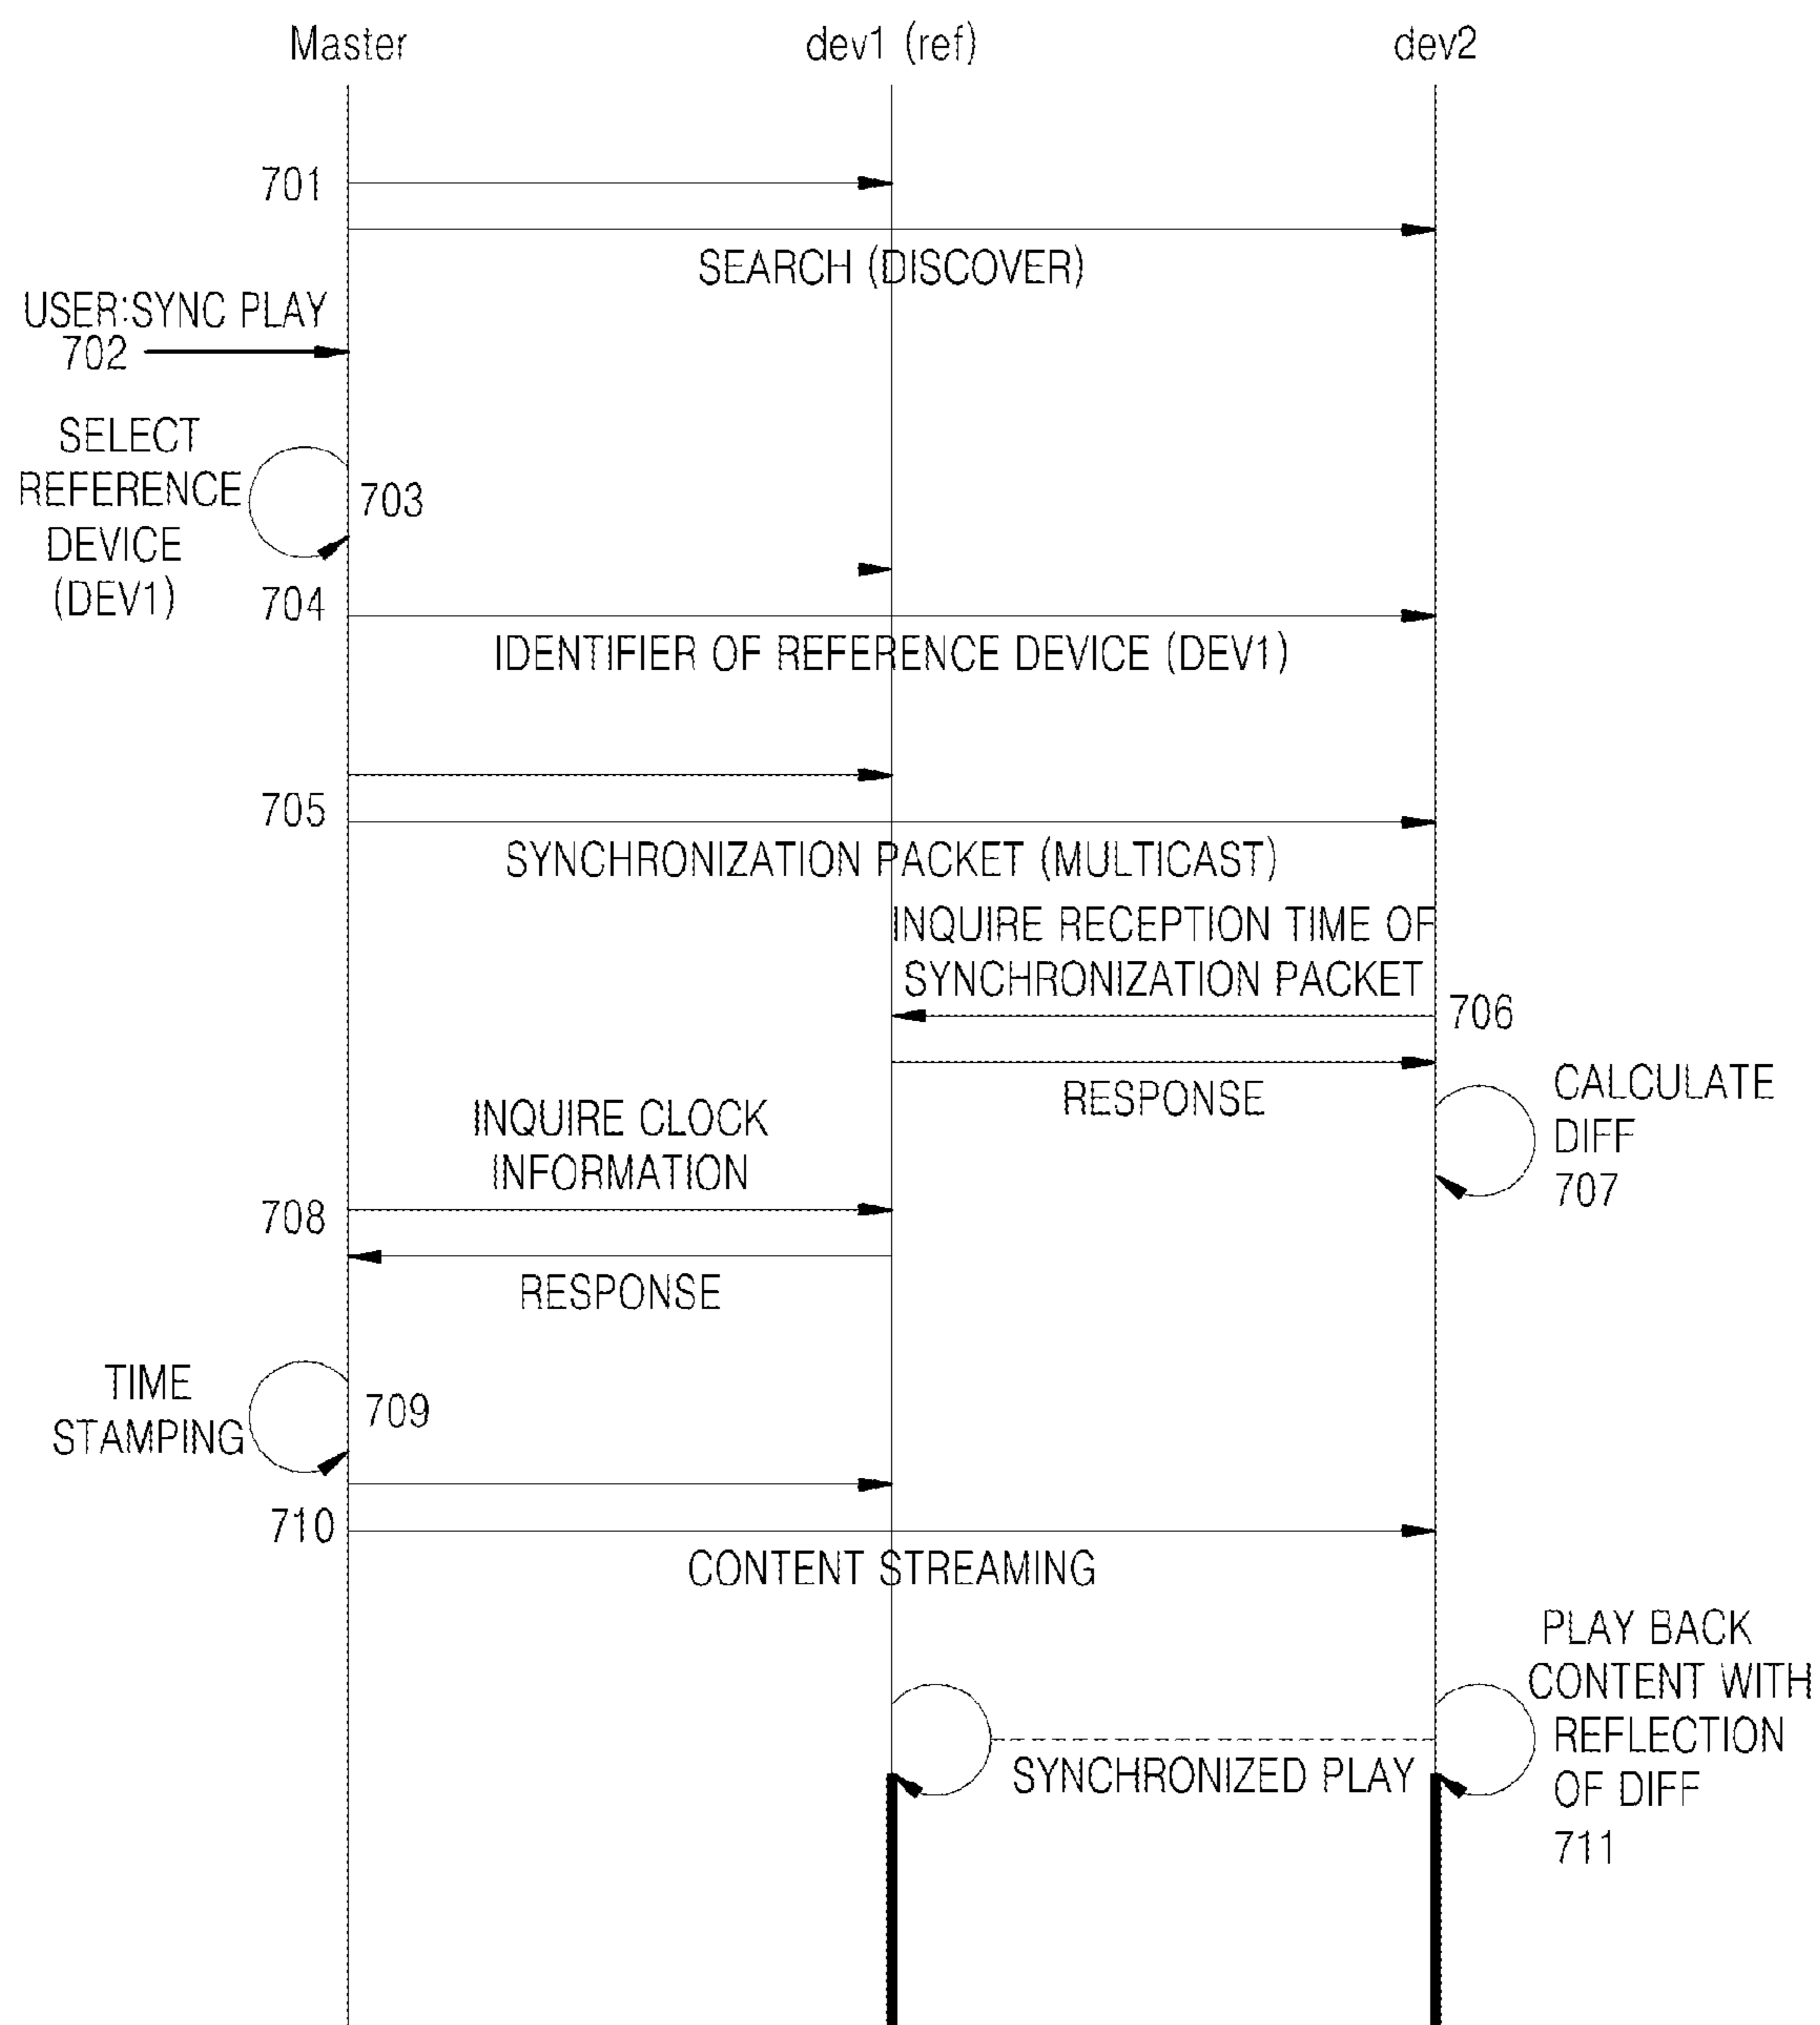 Master
dev1 (ref)
dev2
701
SEARCH (DISCOVER)
USER:SYNC PLAY
702
SELECT
REFERENCE
DEVICE
(DEV1)
703
704
IDENTIFIER OF REFERENCE DEVICE (DEV1)
705
SYNCHRONIZATION PACKET (MULTICAST)
INQUIRE RECEPTION TIME OF
SYNCHRONIZATION PACKET
706
RESPONSE
CALCULATE
DIFF
707
INQUIRE CLOCK
INFORMATION
708
RESPONSE
TIME
STAMPING
709
710
CONTENT STREAMING
PLAY BACK
CONTENT WITH
REFLECTION
OF DIFF
711
SYNCHRONIZED PLAY